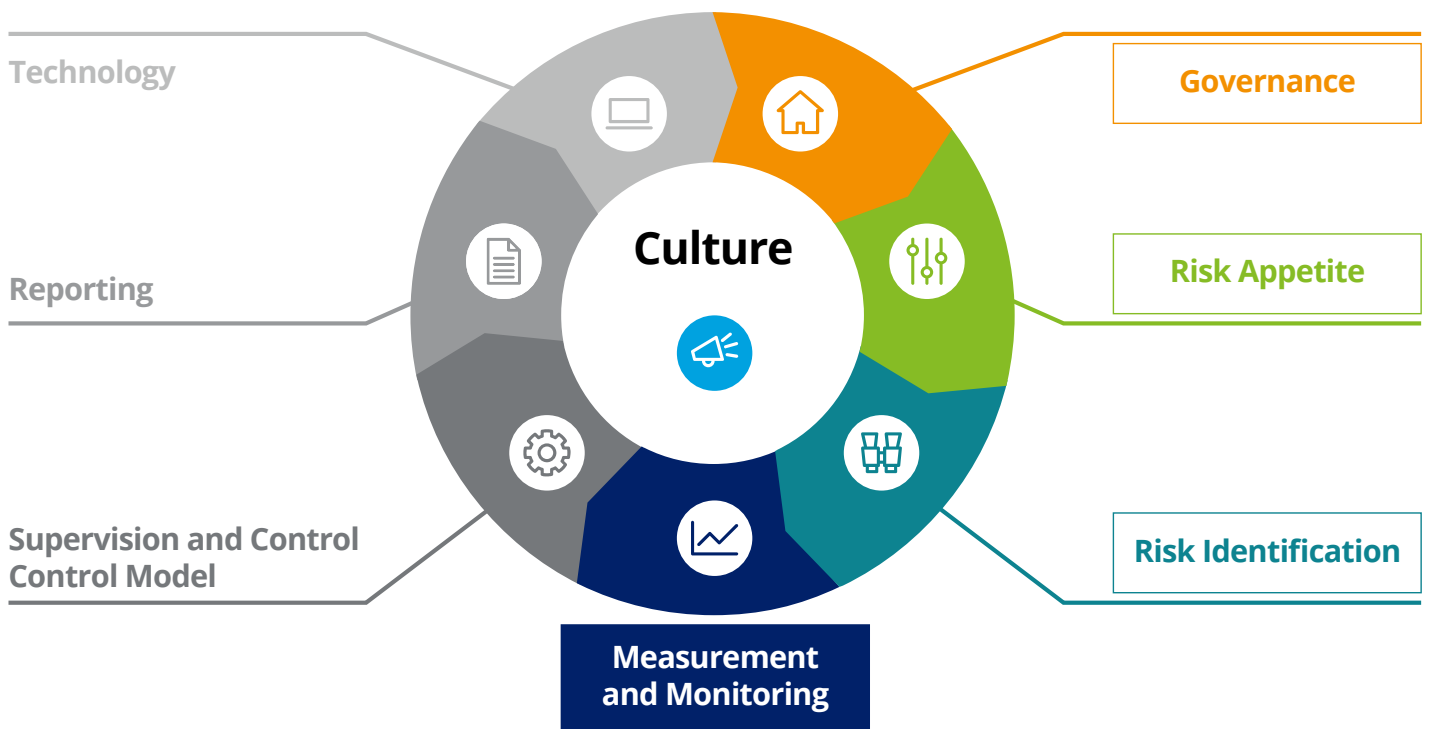 Technology
Governance
Culture
Risk Appetite
Reporting
Supervision and Control
Control Model
Risk Identification
Measurement
and Monitoring